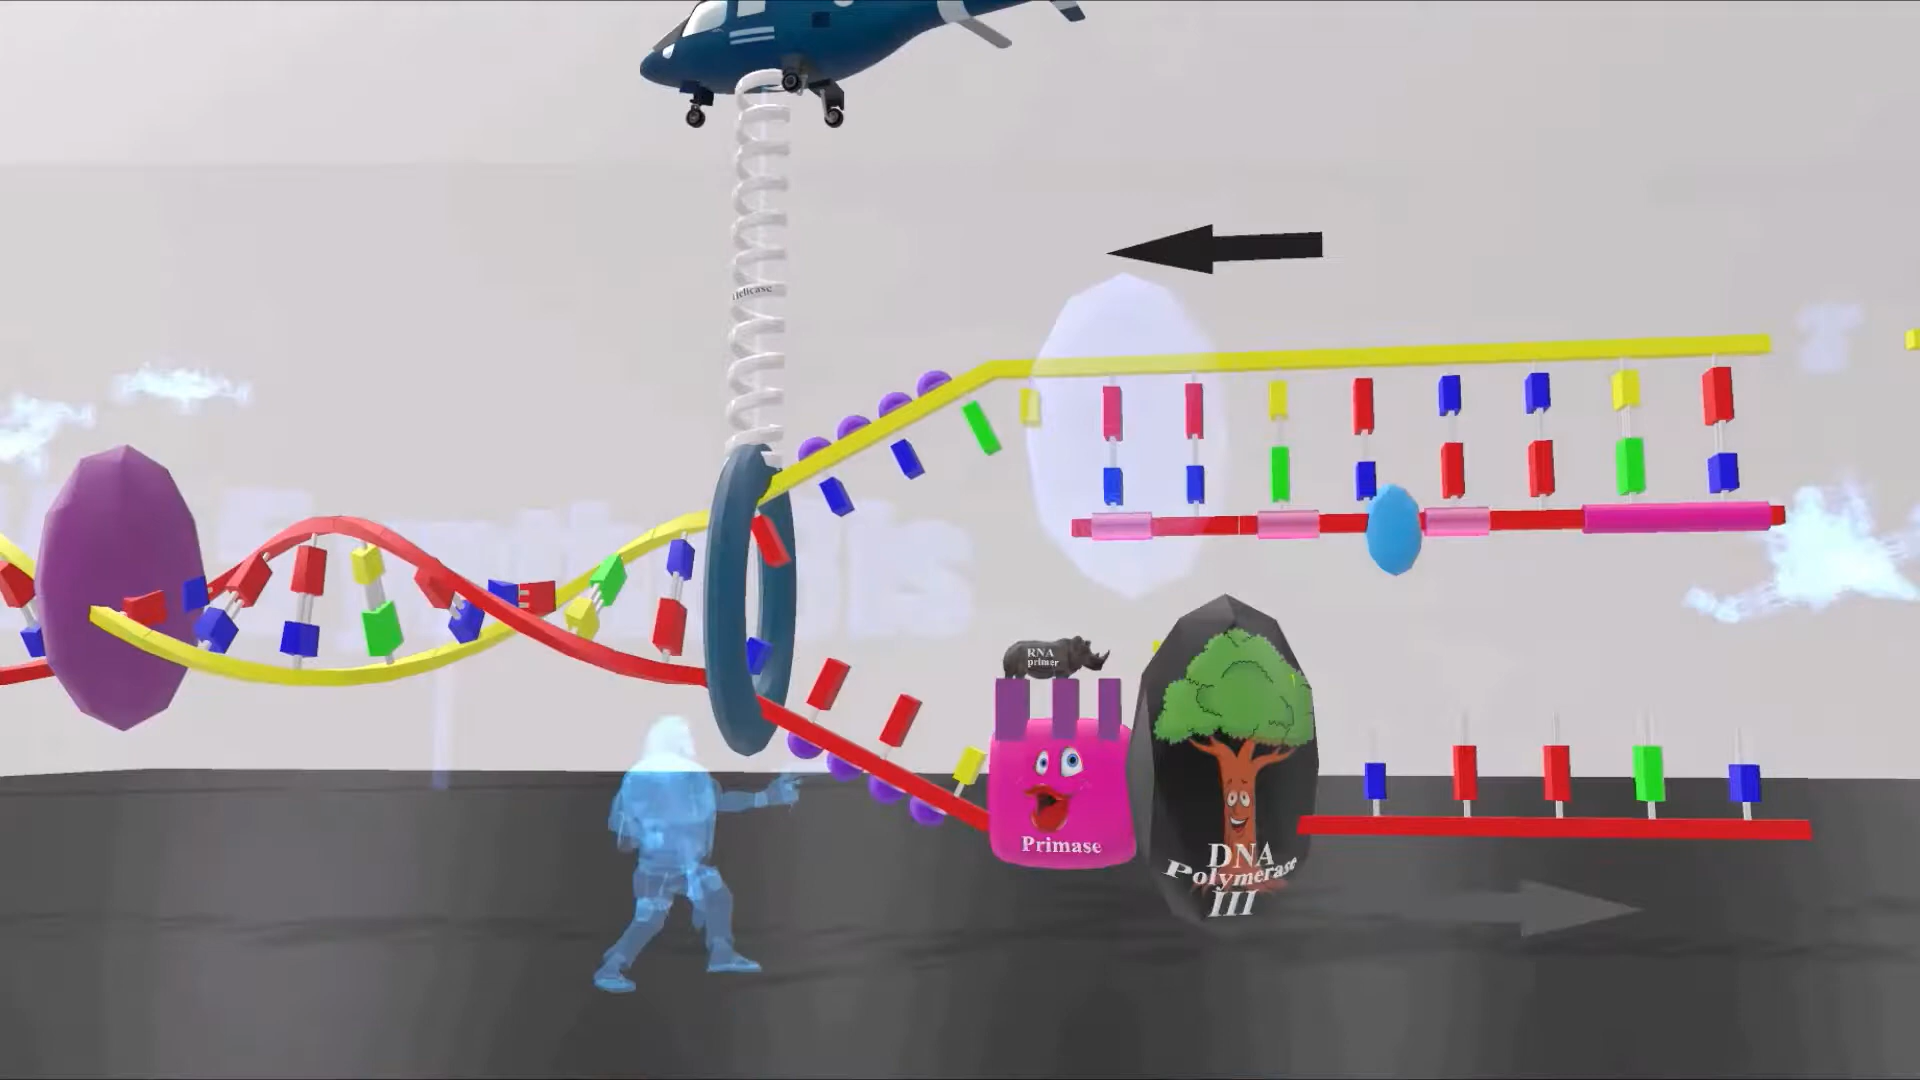 Helicase
RNA
primer
Primase
DNA
Polymerase
III